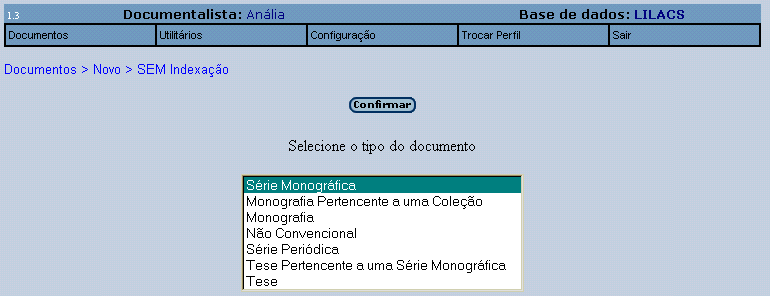 1.3 Documentalista: Anália Base de dados: LILACS
Documentos Utilitários Configuração Trocar Perfil Sair
Documentos > Novo > SEM Indexação
Confirmar
Selecione o tipo do documento
Série Monográfica
Monografia Pertencente a uma Coleção
Monografia
Não Convencional
Série Periódica
Tese Pertencente a uma Série Monográfica
Tese